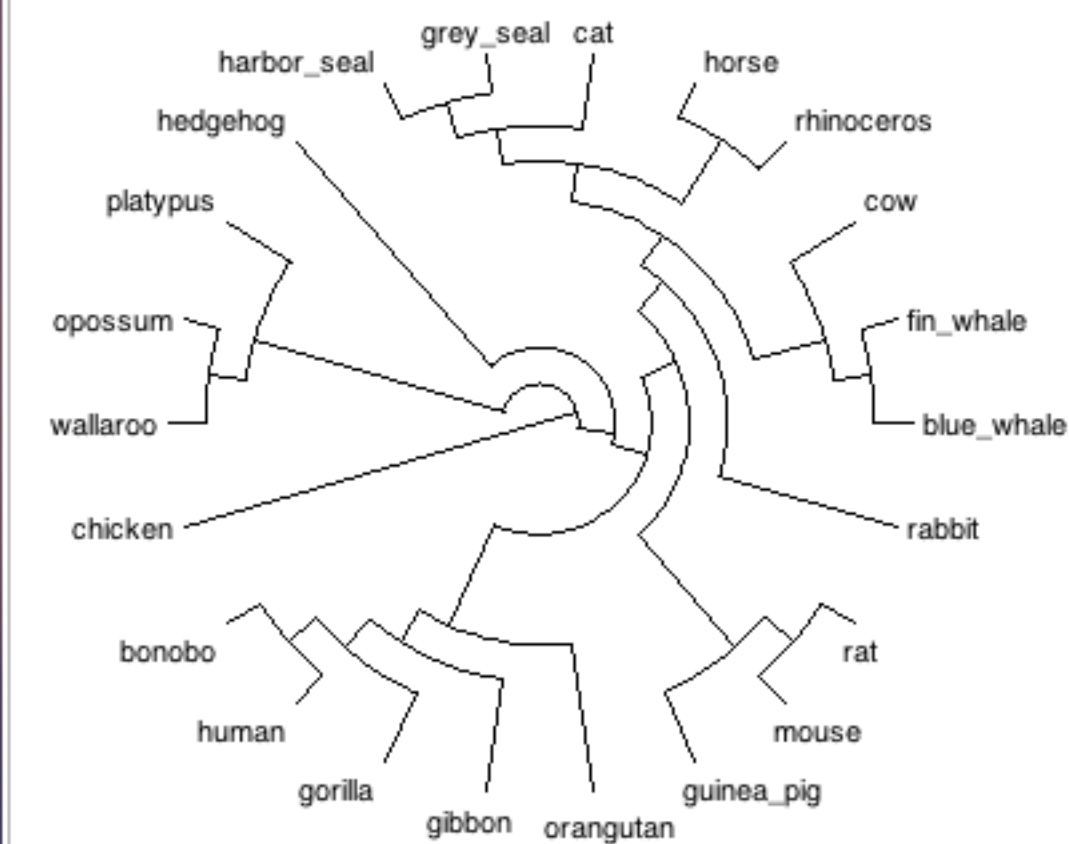 grey_seal
cat
harbor_seal
horse
hedgehog
rhinoceros
platypus
cow
opossum
fin_whale
wallaroo
blue_whale
chicken
rabbit
bonobo
rat
human
mouse
gorilla
guinea_pig
gibbon
orangutan